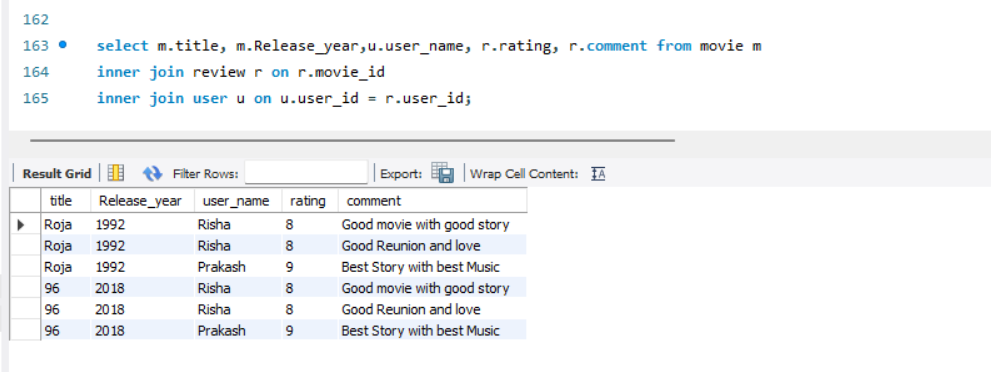 162
163 select m.title, m.Release_year,u.user_name, r.rating, r.comment from movie m
164 inner join review r on r.movie_id
165 inner join user u on u.user_id = r.user_id;
Result Grid Filter Rows: Export: Wrap Cell Content: IA
title Release_year user_name rating comment
Roja 1992 Risha 8 Good movie with good story
Roja 1992 Risha 8 Good Reunion and love
Roja 1992 Prakash 9 Best Story with best Music
96 2018 Risha 8 Good movie with good story
96 2018 Risha 8 Good Reunion and love
96 2018 Prakash 9 Best Story with best Music